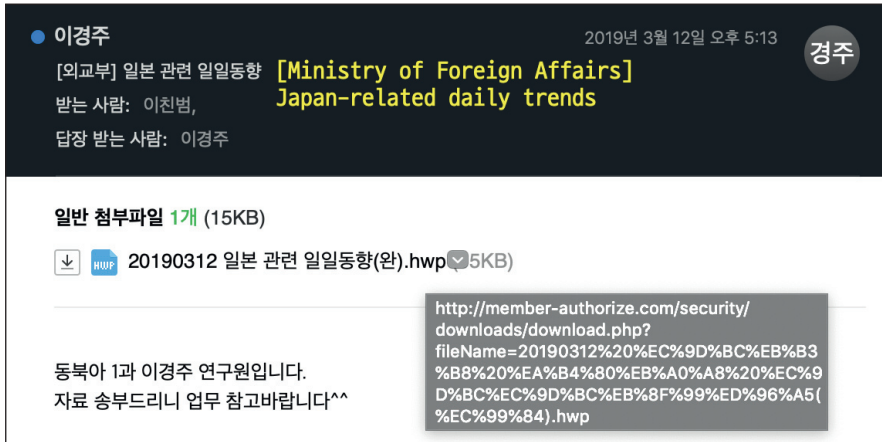 이경주
2019년 3월 12일 오후 5:13
경주
[외교부] 일본 관련 일일동향
[Ministry of Foreign Affairs]
Japan-related daily trends
받는 사람: 이친범,
답장 받는 사람: 이경주
일반 첨부파일 1개 (15KB)
HWP
20190312 일본 관련 일일동향(완).hwp 5KB)
http://member-authorize.com/security/
downloads/download.php?
fileName=20190312%20%EC%9D%BC%EB%B3
%B8%20%EA%B4%80%EB%A0%A8%20%EC%9
D%BC%EC%9D%BC%EB%8F%99%ED%96%A5(
%EC%99%84).hwp
동북아 1과 이경주 연구원입니다.
자료 송부드리니 업무 참고바랍니다^^